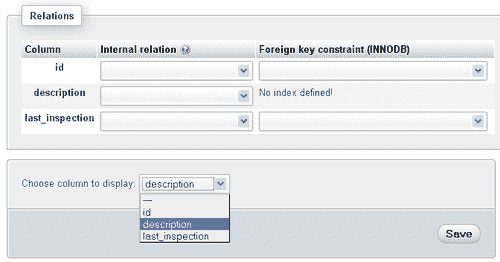 Relations
Column Internal relation Foreign key constraint (INNODB)
id
description No index defined!
last_inspection
Choose column to display: description
---
id
description
last_inspection
Save